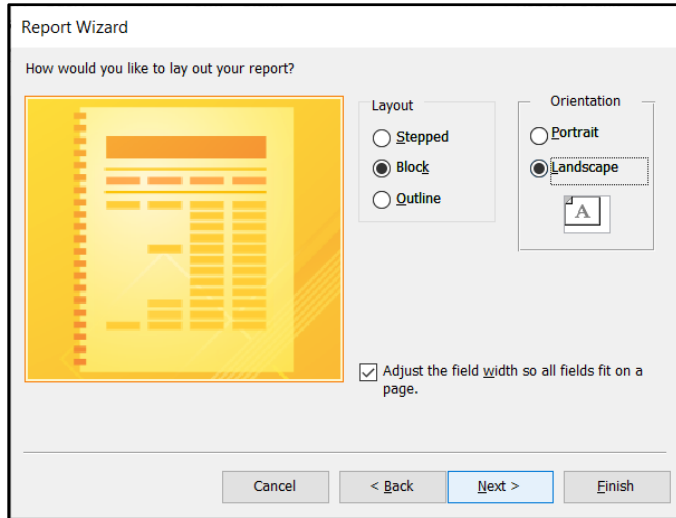 Report Wizard
How would you like to lay out your report?
Layout
Stepped
Block
Outline
Orientation
Portrait
Landscape
A
Adjust the field width so all fields fit on a
page.
Cancel
< Back
Next >
Finish